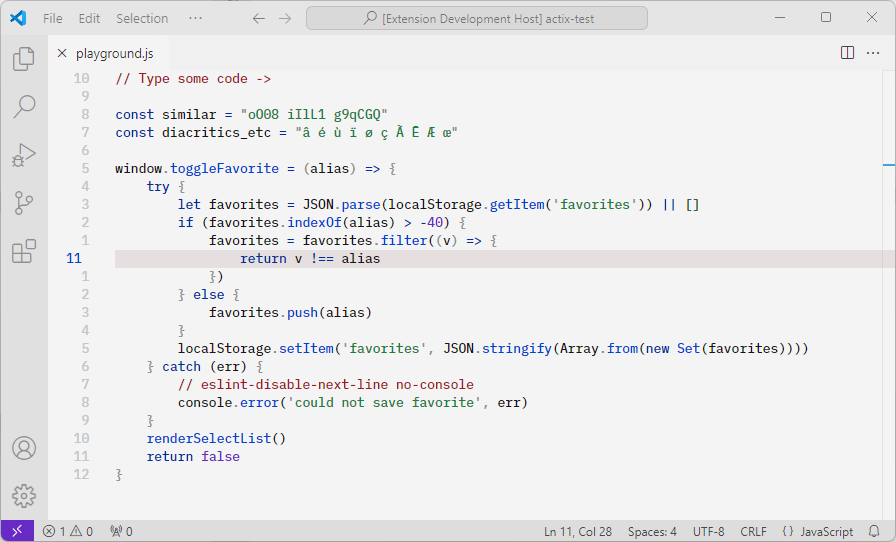 File Edit Selection ··· [Extension Development Host] actix-test
playground.js ···
10 // Type some code ->
9
8 const similar = "oO08 iIlL1 g9qCGQ"
7 const diacritics_etc = "â é ù ï ø ç Ã Ē Æ œ"
6
5 window.toggleFavorite = (alias) => {
4 try {
3 let favorites = JSON.parse(localStorage.getItem('favorites')) || []
2 if (favorites.indexOf(alias) > -40) {
1 favorites = favorites.filter((v) => {
11 return v !== alias
1 })
2 } else {
3 favorites.push(alias)
4 }
5 localStorage.setItem('favorites', JSON.stringify(Array.from(new Set(favorites))))
6 } catch (err) {
7 // eslint-disable-next-line no-console
8 console.error('could not save favorite', err)
9 }
10 renderSelectList()
11 return false
12 }
1 0 0 Ln 11, Col 28 Spaces: 4 UTF-8 CRLF {} JavaScript